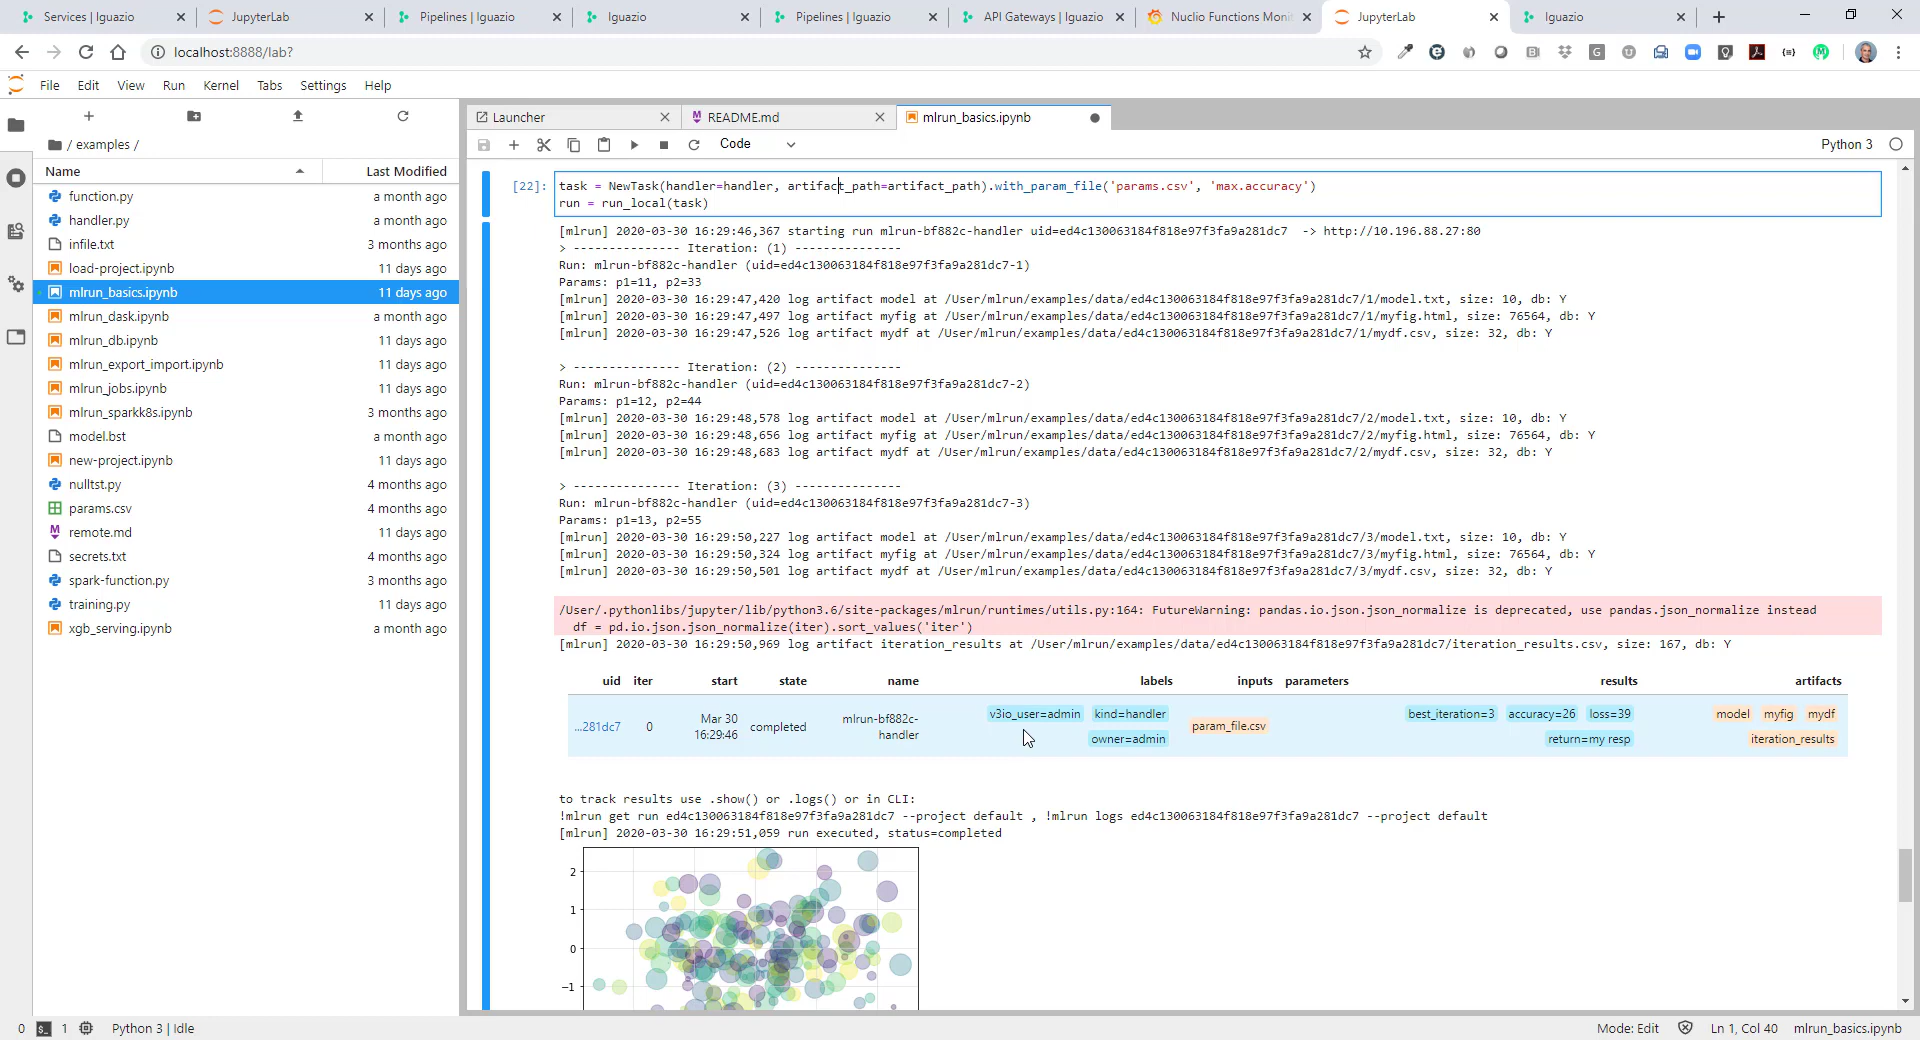 Services | Iguazio
JupyterLab
Pipelines | Iguazio
Iguazio
Pipelines | Iguazio
API Gateways | Iguazio
Nuclio Functions Moni
JupyterLab
Iguazio
localhost:8888/lab?
File Edit View Run Kernel Tabs Settings Help
/ examples /
Name Last Modified
function.py a month ago
handler.py a month ago
infile.txt 3 months ago
load-project.ipynb 11 days ago
mlrun_basics.ipynb 11 days ago
mlrun_dask.ipynb a month ago
mlrun_db.ipynb 11 days ago
mlrun_export_import.ipynb 11 days ago
mlrun_jobs.ipynb 11 days ago
mlrun_sparkk8s.ipynb 3 months ago
model.bst a month ago
new-project.ipynb 11 days ago
nulltst.py 4 months ago
params.csv 4 months ago
remote.md 11 days ago
secrets.txt 4 months ago
spark-function.py 3 months ago
training.py 11 days ago
xgb_serving.ipynb a month ago
Launcher
README.md
mlrun_basics.ipynb
Code
Python 3
[22]: task = NewTask(handler=handler, artifact_path=artifact_path).with_param_file('params.csv', 'max.accuracy')
run = run_local(task)
[mlrun] 2020-03-30 16:29:46,367 starting run mlrun-bf882c-handler uid=ed4c130063184f818e97f3fa9a281dc7 -> http://10.196.88.27:80
> --------------- Iteration: (1) ---------------
Run: mlrun-bf882c-handler (uid=ed4c130063184f818e97f3fa9a281dc7-1)
Params: p1=11, p2=33
[mlrun] 2020-03-30 16:29:47,420 log artifact model at /User/mlrun/examples/data/ed4c130063184f818e97f3fa9a281dc7/1/model.txt, size: 10, db: Y
[mlrun] 2020-03-30 16:29:47,497 log artifact myfig at /User/mlrun/examples/data/ed4c130063184f818e97f3fa9a281dc7/1/myfig.html, size: 76564, db: Y
[mlrun] 2020-03-30 16:29:47,526 log artifact mydf at /User/mlrun/examples/data/ed4c130063184f818e97f3fa9a281dc7/1/mydf.csv, size: 32, db: Y
> --------------- Iteration: (2) ---------------
Run: mlrun-bf882c-handler (uid=ed4c130063184f818e97f3fa9a281dc7-2)
Params: p1=12, p2=44
[mlrun] 2020-03-30 16:29:48,578 log artifact model at /User/mlrun/examples/data/ed4c130063184f818e97f3fa9a281dc7/2/model.txt, size: 10, db: Y
[mlrun] 2020-03-30 16:29:48,656 log artifact myfig at /User/mlrun/examples/data/ed4c130063184f818e97f3fa9a281dc7/2/myfig.html, size: 76564, db: Y
[mlrun] 2020-03-30 16:29:48,683 log artifact mydf at /User/mlrun/examples/data/ed4c130063184f818e97f3fa9a281dc7/2/mydf.csv, size: 32, db: Y
> --------------- Iteration: (3) ---------------
Run: mlrun-bf882c-handler (uid=ed4c130063184f818e97f3fa9a281dc7-3)
Params: p1=13, p2=55
[mlrun] 2020-03-30 16:29:50,227 log artifact model at /User/mlrun/examples/data/ed4c130063184f818e97f3fa9a281dc7/3/model.txt, size: 10, db: Y
[mlrun] 2020-03-30 16:29:50,324 log artifact myfig at /User/mlrun/examples/data/ed4c130063184f818e97f3fa9a281dc7/3/myfig.html, size: 76564, db: Y
[mlrun] 2020-03-30 16:29:50,501 log artifact mydf at /User/mlrun/examples/data/ed4c130063184f818e97f3fa9a281dc7/3/mydf.csv, size: 32, db: Y
/User/.pythonlibs/jupyter/lib/python3.6/site-packages/mlrun/runtimes/utils.py:164: FutureWarning: pandas.io.json.json_normalize is deprecated, use pandas.json_normalize instead
df = pd.io.json.json_normalize(iter).sort_values('iter')
[mlrun] 2020-03-30 16:29:50,969 log artifact iteration_results at /User/mlrun/examples/data/ed4c130063184f818e97f3fa9a281dc7/iteration_results.csv, size: 167, db: Y
uid iter start state name labels inputs parameters results artifacts
v3io_user=admin kind=handler best_iteration=3 accuracy=26 loss=39 model myfig mydf
...281dc7 0 Mar 30 completed mlrun-bf882c- param_file.csv
16:29:46 handler owner=admin return=my resp iteration_results
to track results use .show() or .logs() or in CLI:
!mlrun get run ed4c130063184f818e97f3fa9a281dc7 --project default , !mlrun logs ed4c130063184f818e97f3fa9a281dc7 --project default
[mlrun] 2020-03-30 16:29:51,059 run executed, status=completed
2
1
0
−1
0 1 Python 3 | Idle Mode: Edit Ln 1, Col 40 mlrun_basics.ipynb